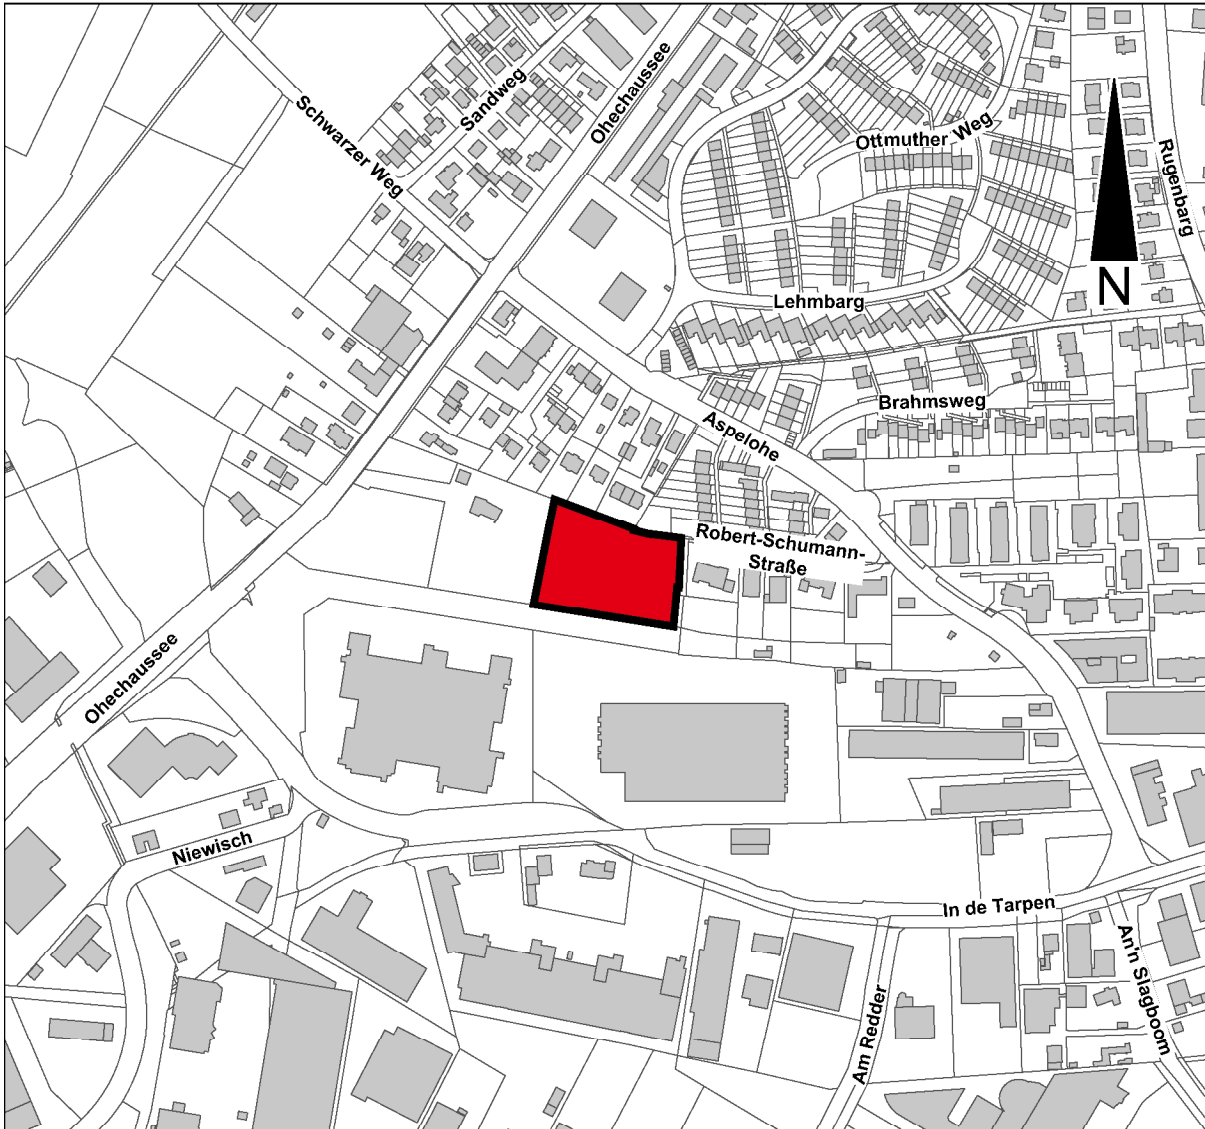 Ohechaussee
Sandweg
Schwarzer Weg
Ottmuther Weg
Rugenbarg
N
Lehmbarg
Brahmsweg
Aspelohe
Robert-Schumann-
Straße
Ohechaussee
Niewisch
In de Tarpen
An'n Slagboom
Am Redder